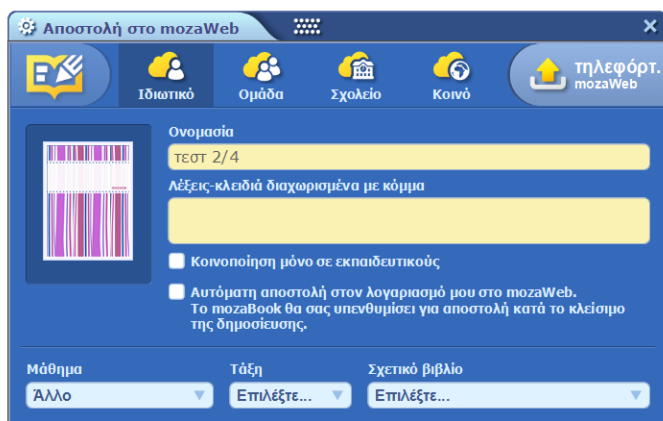 Αποστολή στο mozaWeb
Ιδιωτικό
Ομάδα
Σχολείο
Κοινό
τηλεφόρτ.
mozaWeb
Ονομασία
τεστ 2/4
Λέξεις-κλειδιά διαχωρισμένα με κόμμα
Κοινοποίηση μόνο σε εκπαιδευτικούς
Αυτόματη αποστολή στον λογαριασμό μου στο mozaWeb.
Το mozaBook θα σας υπενθυμίσει για αποστολή κατά το κλείσιμο
της δημοσίευσης.
Μάθημα
Τάξη
Σχετικό βιβλίο
Άλλο
Επιλέξτε...
Επιλέξτε...